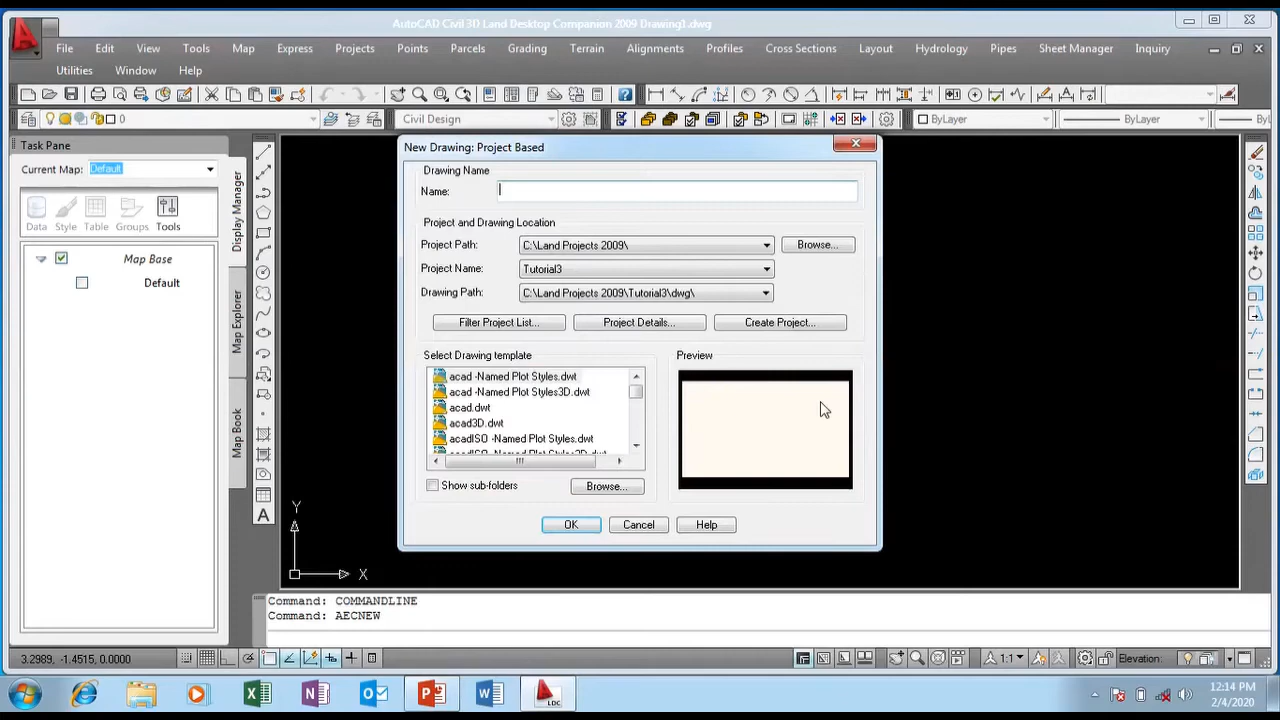 AutoCAD Civil 3D Land Desktop Companion 2009 Drawing1.dwg
File Edit View Tools Map Express Projects Points Parcels Grading Terrain Alignments Profiles Cross Sections Layout Hydrology Pipes Sheet Manager Inquiry
Utilities Window Help
0 Civil Design ByLayer ByLayer
Task Pane
Current Map: Default
Data Style Table Groups Tools
Map Base
Default
Display Manager
Map Explorer
Map Book
New Drawing: Project Based
Drawing Name
Name:
Project and Drawing Location
Project Path: C:\Land Projects 2009\ Browse...
Project Name: Tutorial3
Drawing Path: C:\Land Projects 2009\Tutorial3\dwg\
Filter Project List... Project Details... Create Project...
Select Drawing template Preview
acad -Named Plot Styles.dwt
acad -Named Plot Styles3D.dwt
acad.dwt
acad3D.dwt
acadISO -Named Plot Styles.dwt
Show sub-folders Browse...
OK Cancel Help
A
Y
X
Command: COMMANDLINE
Command: AECNEW
3.2989, -1.4515, 0.0000 1:1 Elevation:
LDC
12:14 PM
2/4/2020